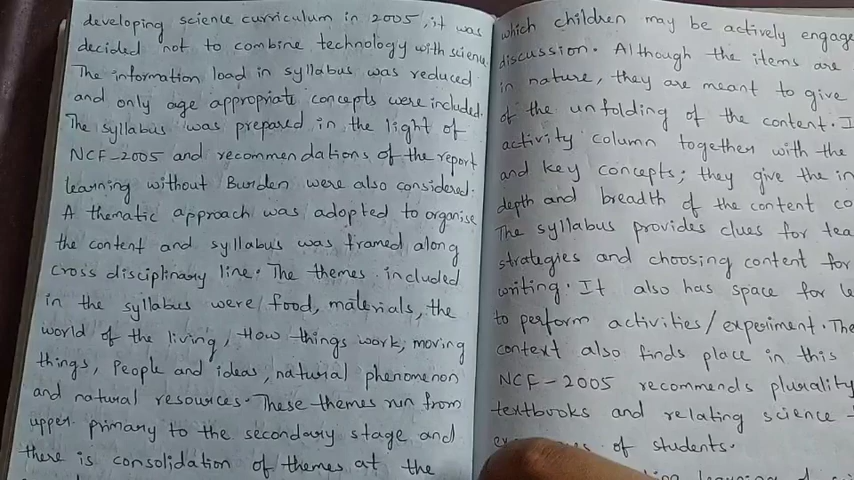 developing science curriculum in 2005, it was
decided not to combine technology with science.
The information load in syllabus was reduced
and only age appropriate concepts were included.
The syllabus was prepared in the light of
NCF-2005 and recommendations of the report
learning without Burden were also considered.
A thematic approach was adopted to organise
the content and syllabus was framed along
cross disciplinary line. The themes included
in the syllabus were food, materials, the
world of the living, How things work, moving
things, People and ideas, natural phenomenon
and natural resources. These themes run from
upper primary to the secondary stage and
there is consolidation of themes at the
which children may be actively engage
discussion. Although the items are
in nature, they are meant to give
of the unfolding of the content. I
activity column together with the
and key concepts; they give the in
depth and breadth of the content co
The syllabus provides clues for tea
strategies and choosing content for
writing. It also has space for le
to perform activities/experiment. The
context also finds place in this
NCF-2005 recommends plurality
textbooks and relating science
of students.
learning